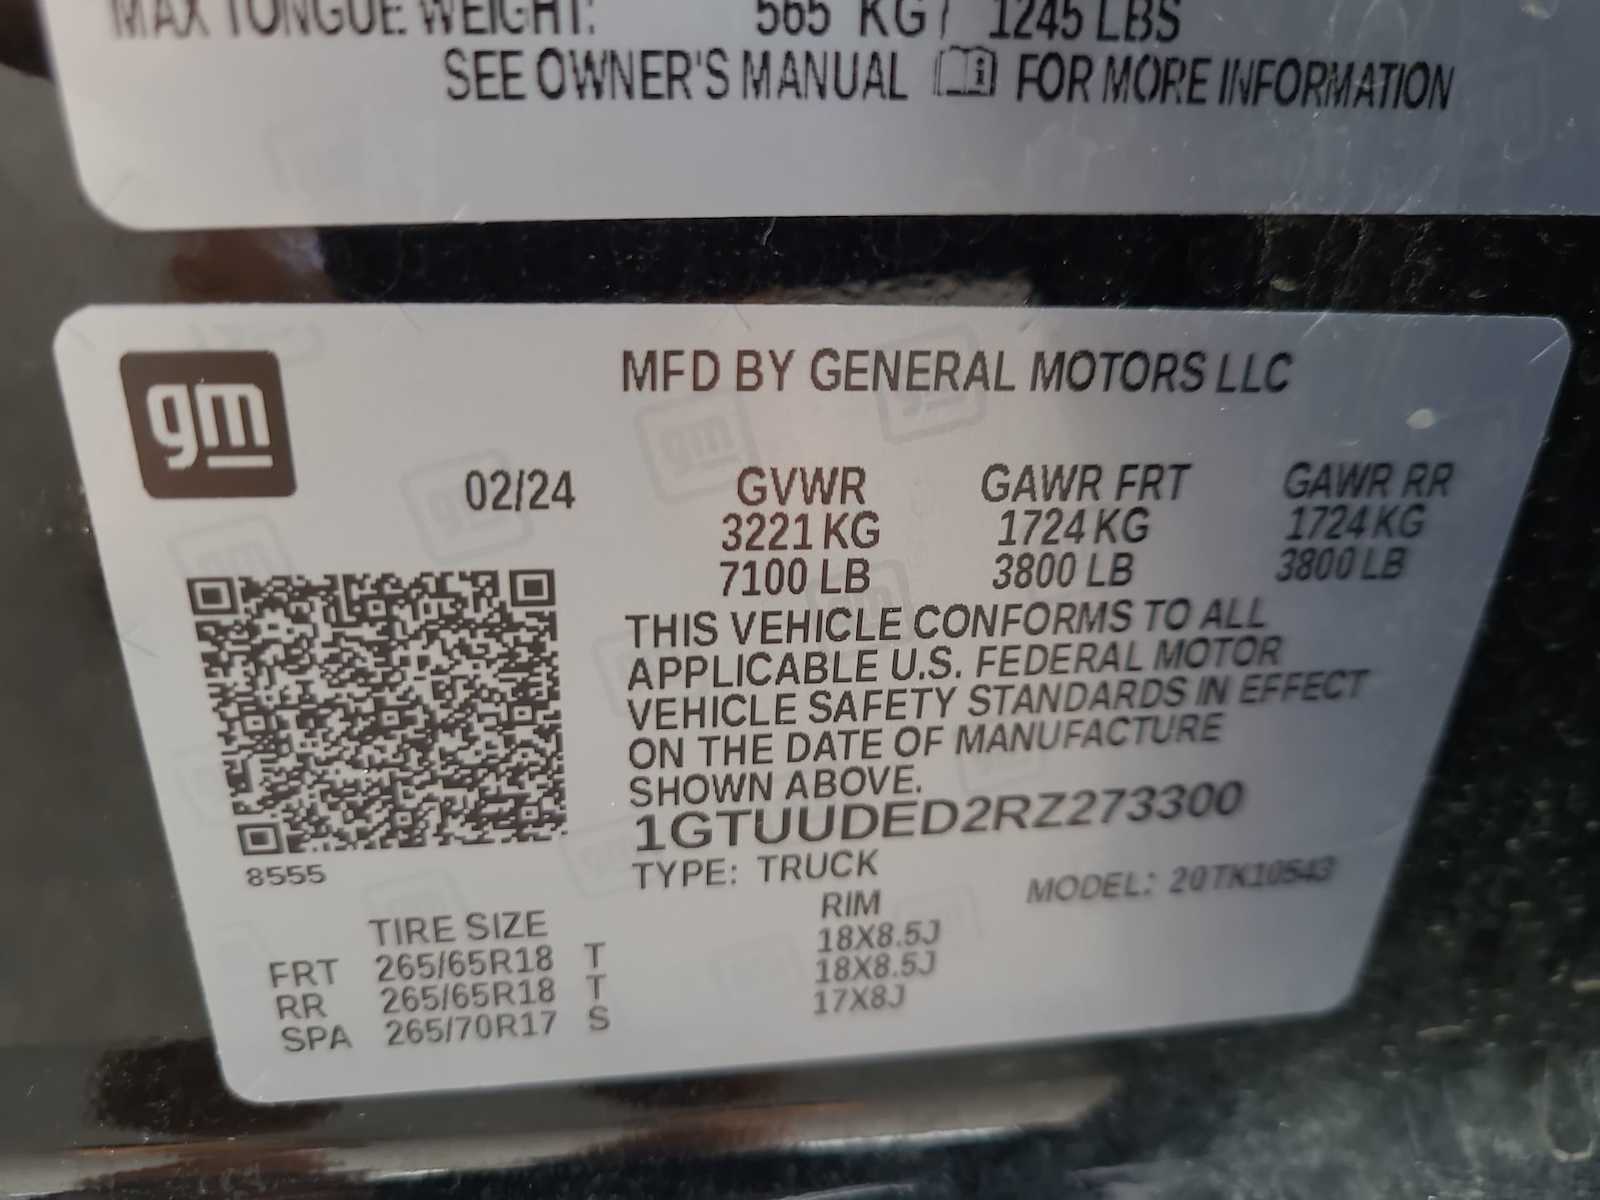 MAX TONGUE WEIGHT: 565 KG / 1245 LBS
SEE OWNER'S MANUAL FOR MORE INFORMATION
gm
MFD BY GENERAL MOTORS LLC
02/24 GVWR GAWR FRT GAWR RR
3221 KG 1724 KG 1724 KG
7100 LB 3800 LB 3800 LB
THIS VEHICLE CONFORMS TO ALL
APPLICABLE U.S. FEDERAL MOTOR
VEHICLE SAFETY STANDARDS IN EFFECT
ON THE DATE OF MANUFACTURE
SHOWN ABOVE.
1GTUUDED2RZ273300
8555
TYPE: TRUCK MODEL: 20TK10543
TIRE SIZE RIM
FRT 265/65R18 T 18X8.5J
RR 265/65R18 T 18X8.5J
SPA 265/70R17 S 17X8J